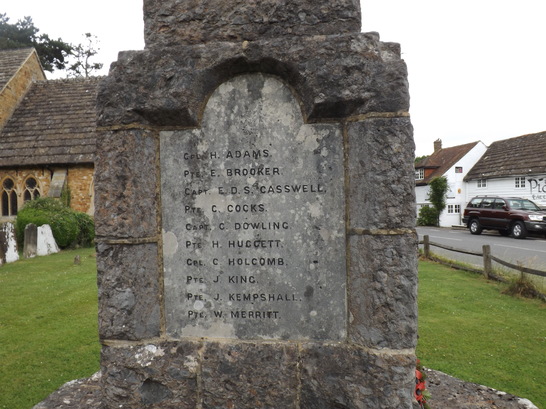 CPL. H. ADAMS.
PTE. E. BROOKER.
CAPT. E. D. S. CASSWELL.
PTE. C. COCKS.
CAPT. G. DOWLING.
PTE. H. HUGGETT.
CPL. C. HOLCOMB.
PTE. J. KING.
PTE. J. KEMPSHALL.
PTE. W. MERRITT.